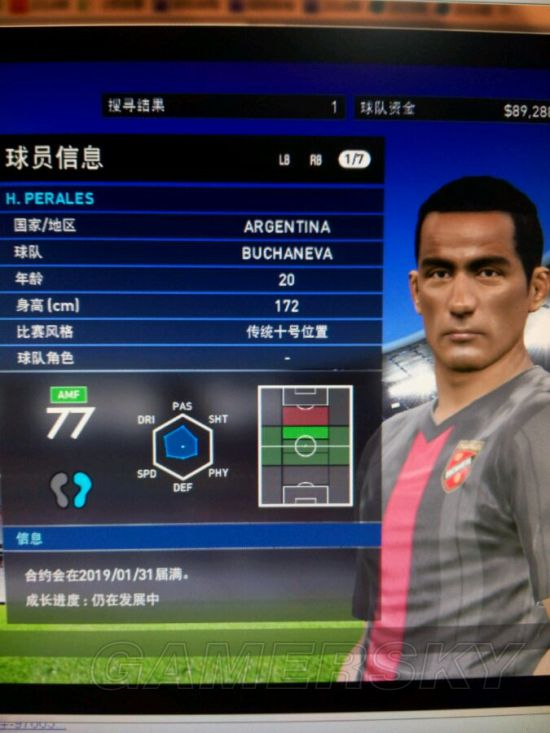 搜寻结果 1 球队资金 $89,288
球员信息 LB RB 1/7
H. PERALES
国家/地区 ARGENTINA
球队 BUCHANEVA
年龄 20
身高(cm) 172
比赛风格 传统十号位置
球队角色 -
AMF
77
PAS
DRI SHT
SPD PHY
DEF
信息
合约会在2019/01/31届满。
成长进度:仍在发展中
GAMERSKY